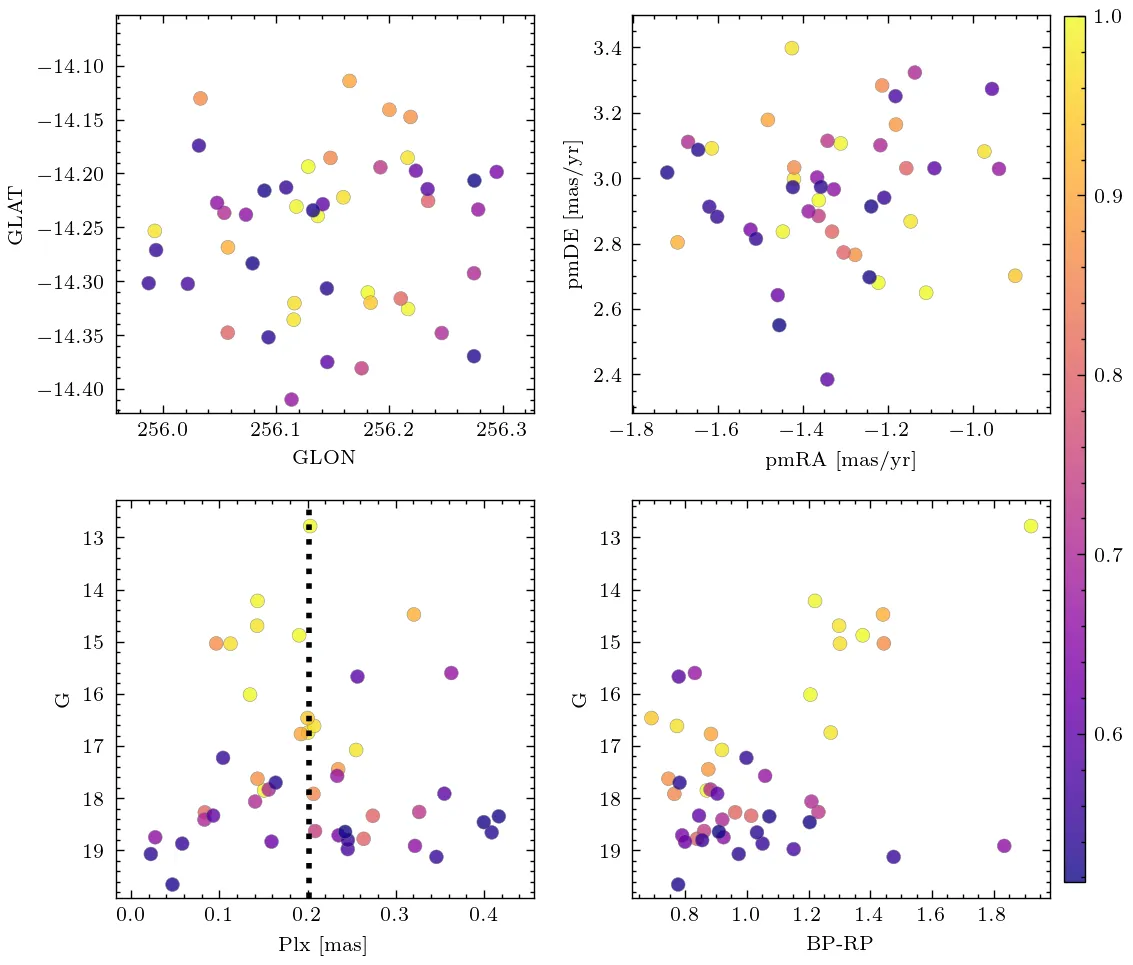 −14.10
−14.15
−14.20
−14.25
−14.30
−14.35
−14.40
GLAT
256.0 256.1 256.2 256.3
GLON
3.4
3.2
3.0
2.8
2.6
2.4
pmDE [mas/yr]
−1.8 −1.6 −1.4 −1.2 −1.0
pmRA [mas/yr]
1.0
0.9
0.8
0.7
0.6
13
14
15
16
17
18
19
G
0.0 0.1 0.2 0.3 0.4
Plx [mas]
13
14
15
16
17
18
19
G
0.8 1.0 1.2 1.4 1.6 1.8
BP-RP